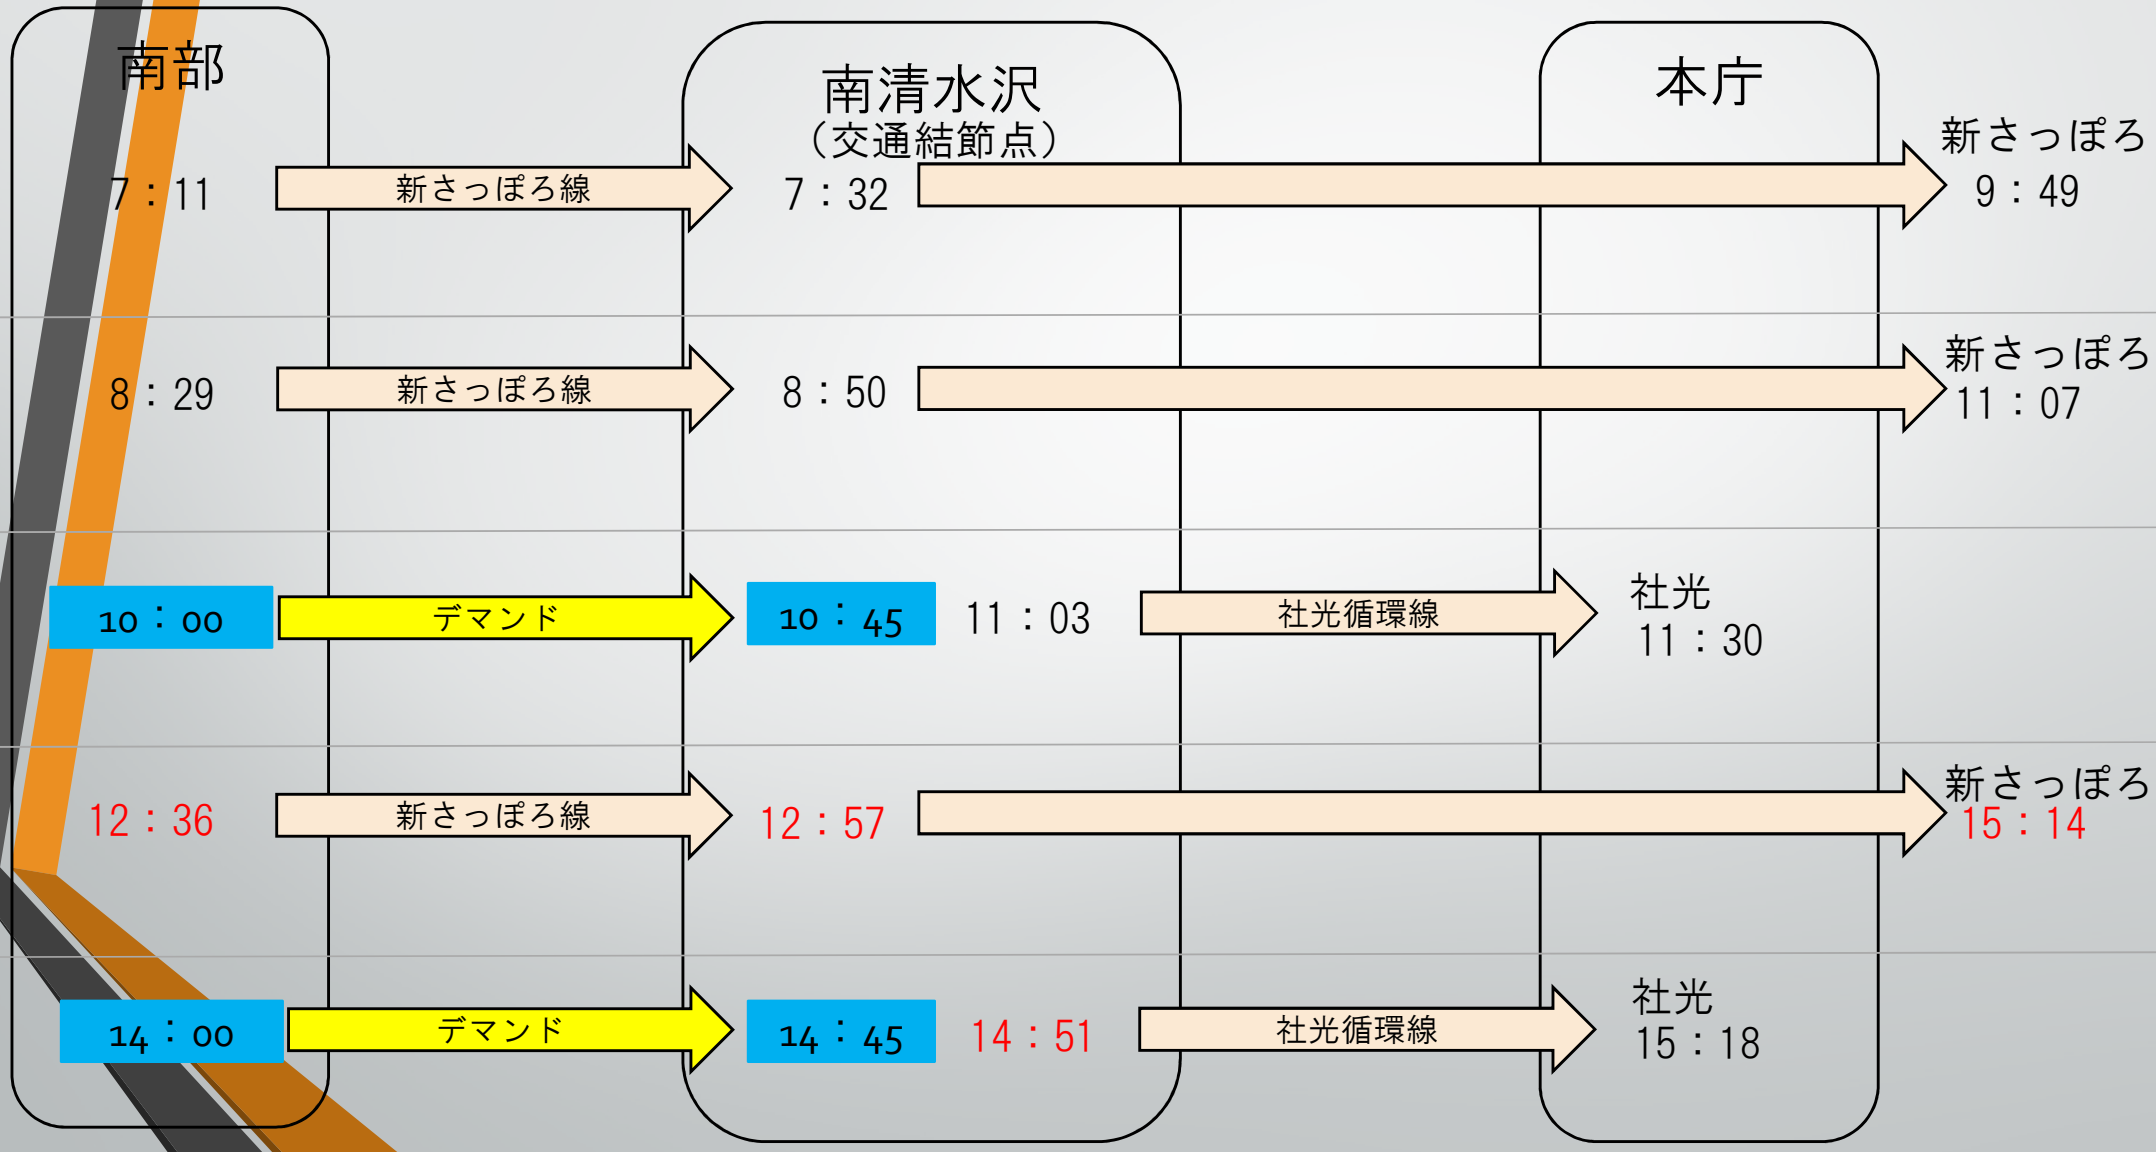 南部
南清水沢
（交通結節点）
本庁
7：11
新さっぽろ線
7：32
新さっぽろ
9：49
8：29
新さっぽろ線
8：50
新さっぽろ
11：07
10：00
デマンド
10：45
11：03
社光循環線
社光
11：30
12：36
新さっぽろ線
12：57
新さっぽろ
15：14
14：00
デマンド
14：45
14：51
社光循環線
社光
15：18